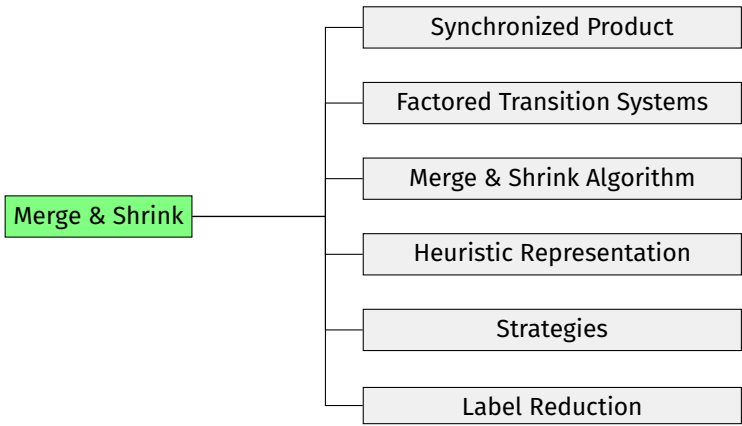 Synchronized Product
Factored Transition Systems
Merge & Shrink Algorithm
Merge & Shrink
Heuristic Representation
Strategies
Label Reduction